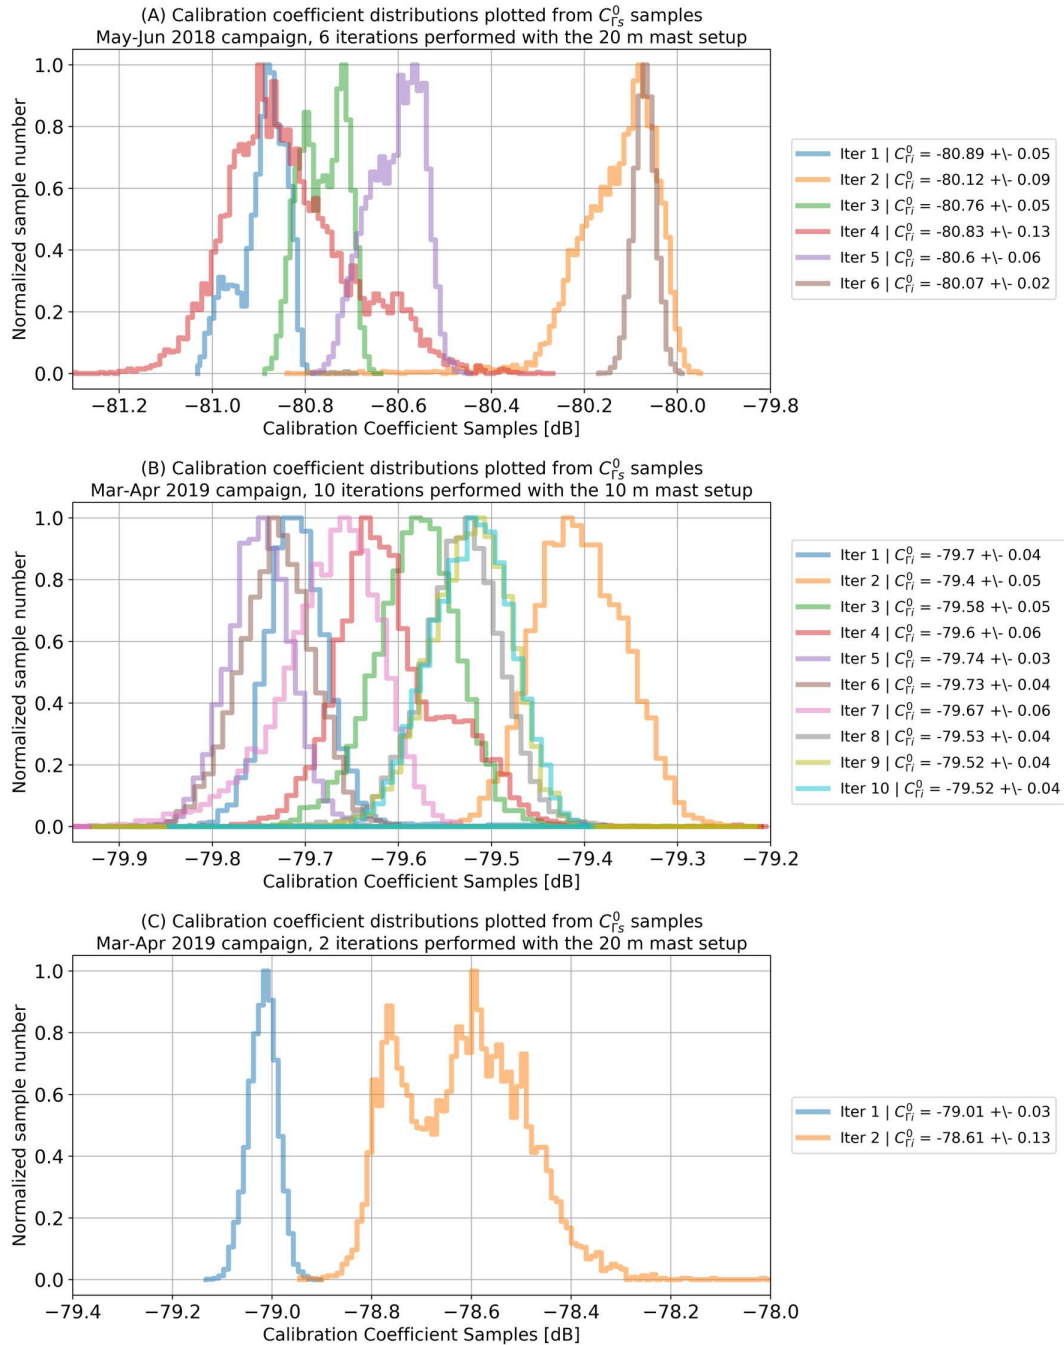 (A) Calibration coefficient distributions plotted from C⁰_Γs samples
May-Jun 2018 campaign, 6 iterations performed with the 20 m mast setup
Normalized sample number
1.0
0.8
0.6
0.4
0.2
0.0
−81.2 −81.0 −80.8 −80.6 −80.4 −80.2 −80.0 −79.8
Calibration Coefficient Samples [dB]
Iter 1 | C⁰_Γi = -80.89 +\- 0.05
Iter 2 | C⁰_Γi = -80.12 +\- 0.09
Iter 3 | C⁰_Γi = -80.76 +\- 0.05
Iter 4 | C⁰_Γi = -80.83 +\- 0.13
Iter 5 | C⁰_Γi = -80.6 +\- 0.06
Iter 6 | C⁰_Γi = -80.07 +\- 0.02
(B) Calibration coefficient distributions plotted from C⁰_Γs samples
Mar-Apr 2019 campaign, 10 iterations performed with the 10 m mast setup
Normalized sample number
1.0
0.8
0.6
0.4
0.2
0.0
−79.9 −79.8 −79.7 −79.6 −79.5 −79.4 −79.3 −79.2
Calibration Coefficient Samples [dB]
Iter 1 | C⁰_Γi = -79.7 +\- 0.04
Iter 2 | C⁰_Γi = -79.4 +\- 0.05
Iter 3 | C⁰_Γi = -79.58 +\- 0.05
Iter 4 | C⁰_Γi = -79.6 +\- 0.06
Iter 5 | C⁰_Γi = -79.74 +\- 0.03
Iter 6 | C⁰_Γi = -79.73 +\- 0.04
Iter 7 | C⁰_Γi = -79.67 +\- 0.06
Iter 8 | C⁰_Γi = -79.53 +\- 0.04
Iter 9 | C⁰_Γi = -79.52 +\- 0.04
Iter 10 | C⁰_Γi = -79.52 +\- 0.04
(C) Calibration coefficient distributions plotted from C⁰_Γs samples
Mar-Apr 2019 campaign, 2 iterations performed with the 20 m mast setup
Normalized sample number
1.0
0.8
0.6
0.4
0.2
0.0
−79.4 −79.2 −79.0 −78.8 −78.6 −78.4 −78.2 −78.0
Calibration Coefficient Samples [dB]
Iter 1 | C⁰_Γi = -79.01 +\- 0.03
Iter 2 | C⁰_Γi = -78.61 +\- 0.13